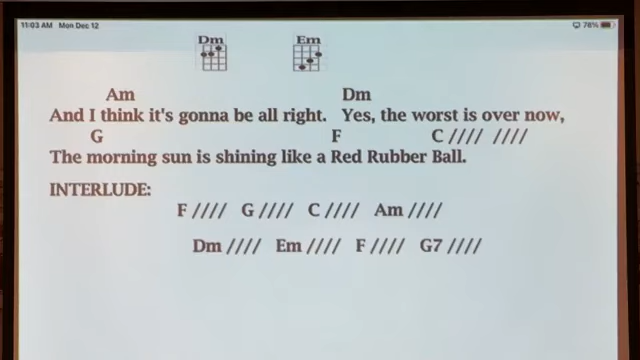 11:03 AM Mon Dec 12
78%
Dm Em
Am Dm
And I think it's gonna be all right. Yes, the worst is over now,
G F C //// ////
The morning sun is shining like a Red Rubber Ball.
INTERLUDE:
F //// G //// C //// Am ////
Dm //// Em //// F //// G7 ////